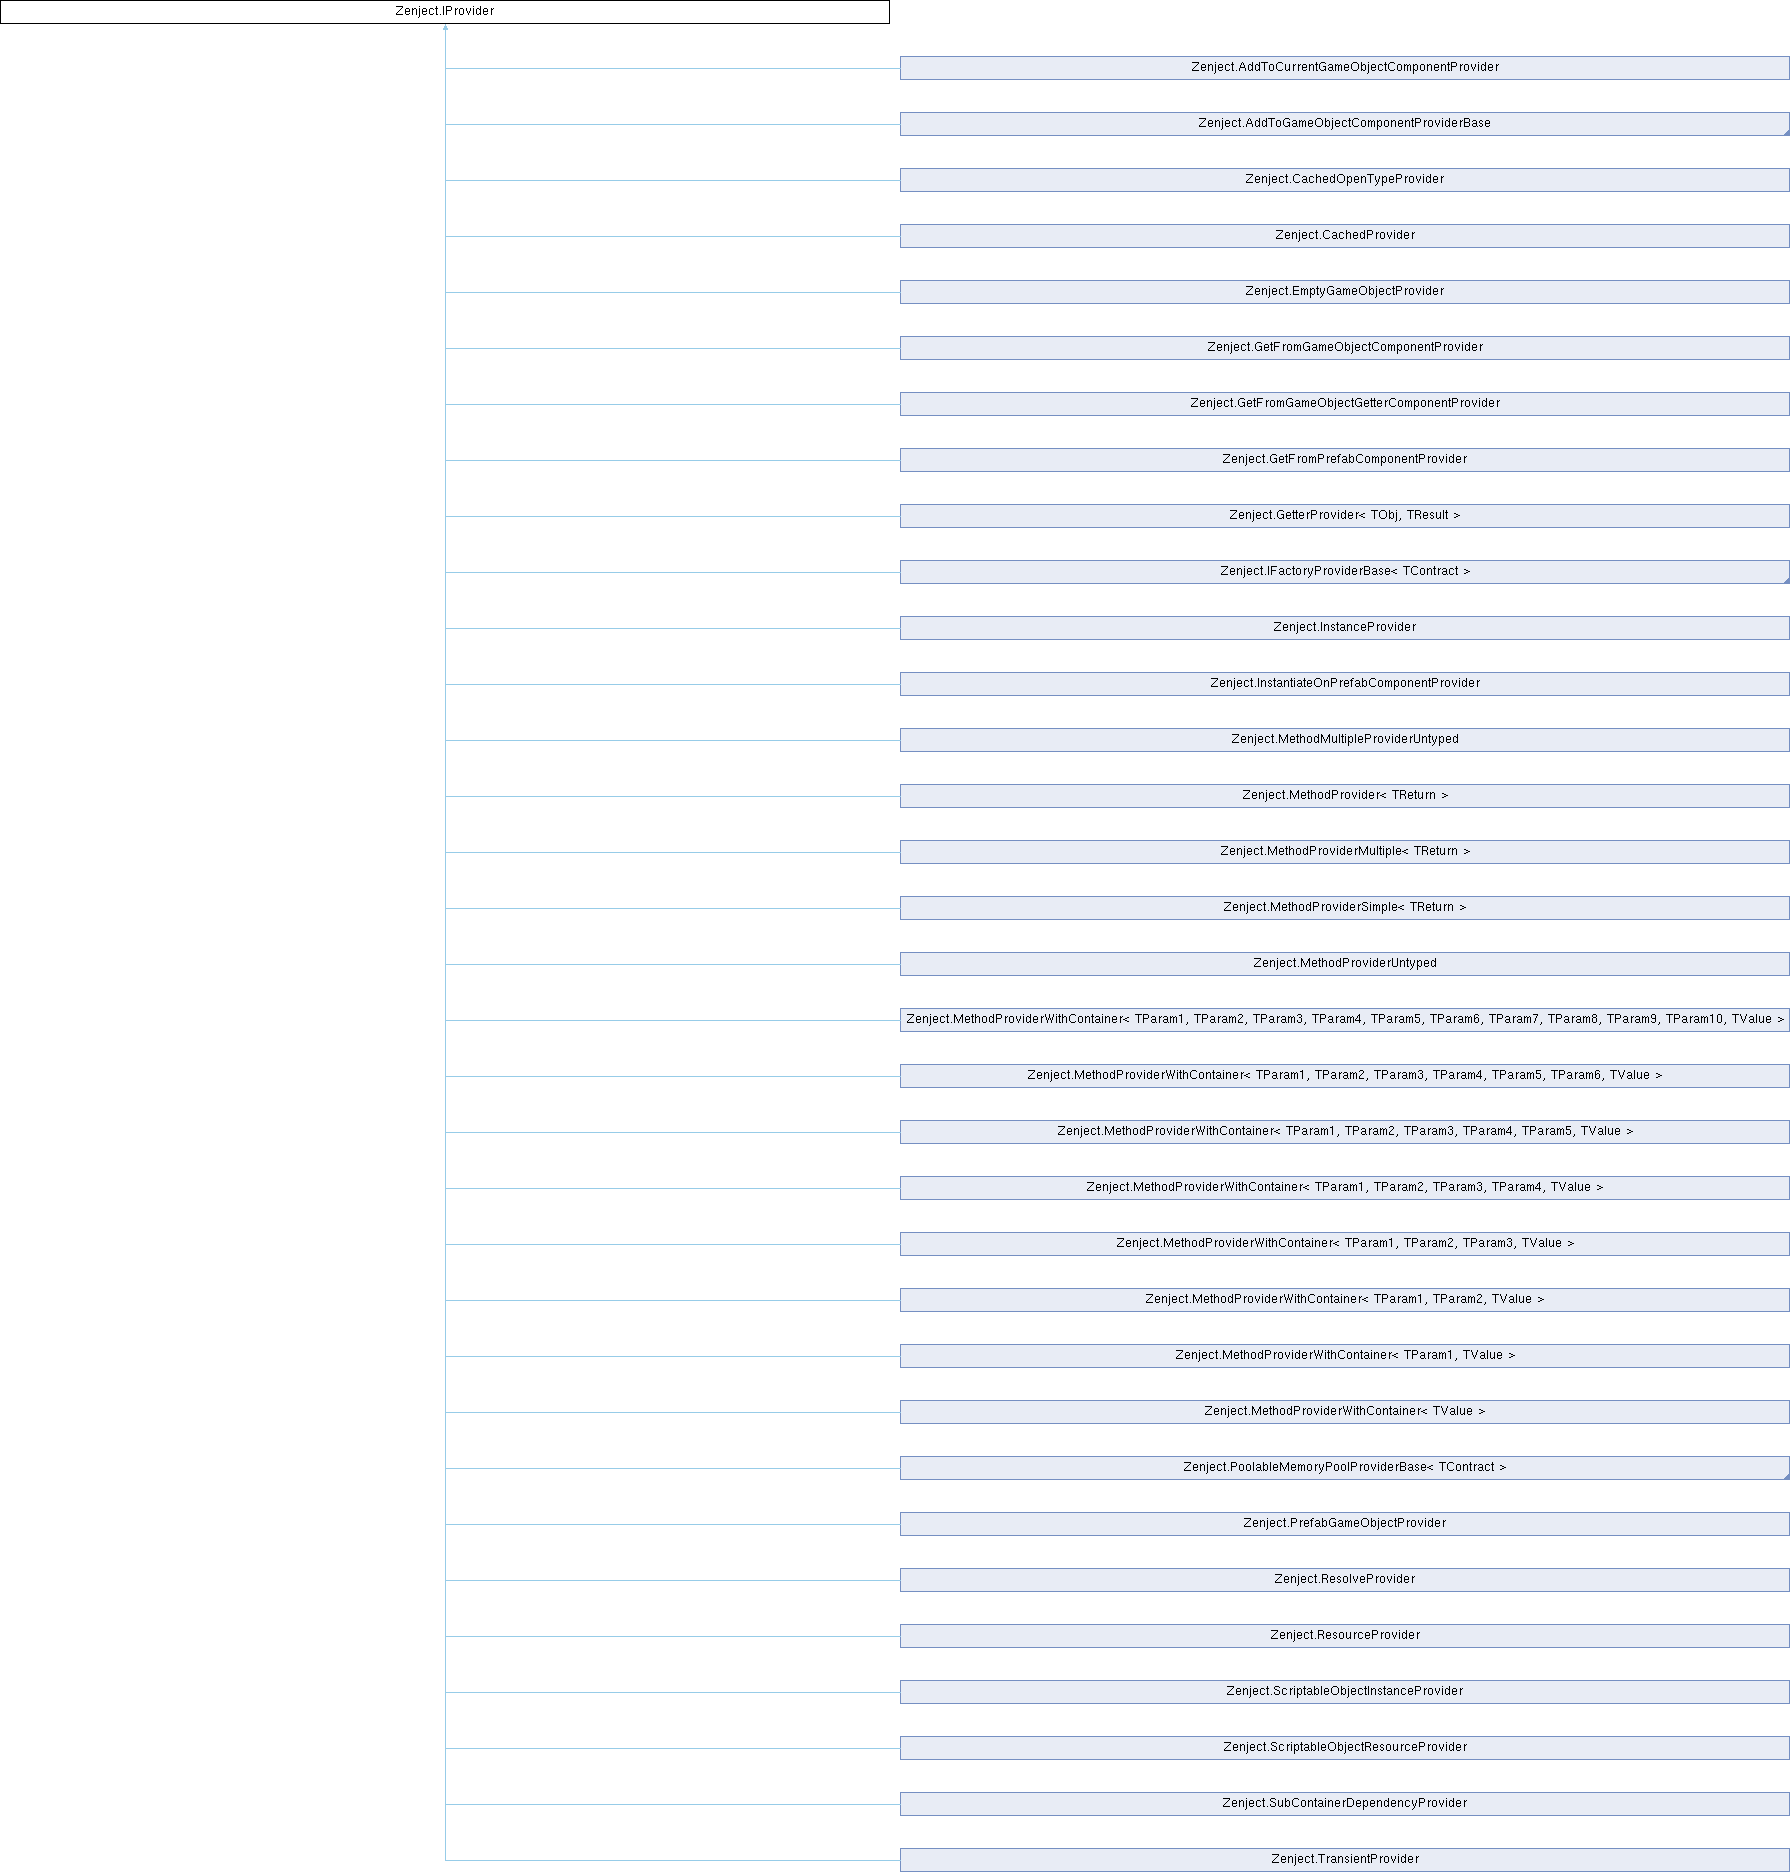 Zenject.IProvider
Zenject.AddToCurrentGameObjectComponentProvider
Zenject.AddToGameObjectComponentProviderBase
Zenject.CachedOpenTypeProvider
Zenject.CachedProvider
Zenject.EmptyGameObjectProvider
Zenject.GetFromGameObjectComponentProvider
Zenject.GetFromGameObjectGetterComponentProvider
Zenject.GetFromPrefabComponentProvider
Zenject.GetterProvider< TObj, TResult >
Zenject.IFactoryProviderBase< TContract >
Zenject.InstanceProvider
Zenject.InstantiateOnPrefabComponentProvider
Zenject.MethodMultipleProviderUntyped
Zenject.MethodProvider< TReturn >
Zenject.MethodProviderMultiple< TReturn >
Zenject.MethodProviderSimple< TReturn >
Zenject.MethodProviderUntyped
Zenject.MethodProviderWithContainer< TParam1, TParam2, TParam3, TParam4, TParam5, TParam6, TParam7, TParam8, TParam9, TParam10, TValue >
Zenject.MethodProviderWithContainer< TParam1, TParam2, TParam3, TParam4, TParam5, TParam6, TValue >
Zenject.MethodProviderWithContainer< TParam1, TParam2, TParam3, TParam4, TParam5, TValue >
Zenject.MethodProviderWithContainer< TParam1, TParam2, TParam3, TParam4, TValue >
Zenject.MethodProviderWithContainer< TParam1, TParam2, TParam3, TValue >
Zenject.MethodProviderWithContainer< TParam1, TParam2, TValue >
Zenject.MethodProviderWithContainer< TParam1, TValue >
Zenject.MethodProviderWithContainer< TValue >
Zenject.PoolableMemoryPoolProviderBase< TContract >
Zenject.PrefabGameObjectProvider
Zenject.ResolveProvider
Zenject.ResourceProvider
Zenject.ScriptableObjectInstanceProvider
Zenject.ScriptableObjectResourceProvider
Zenject.SubContainerDependencyProvider
Zenject.TransientProvider